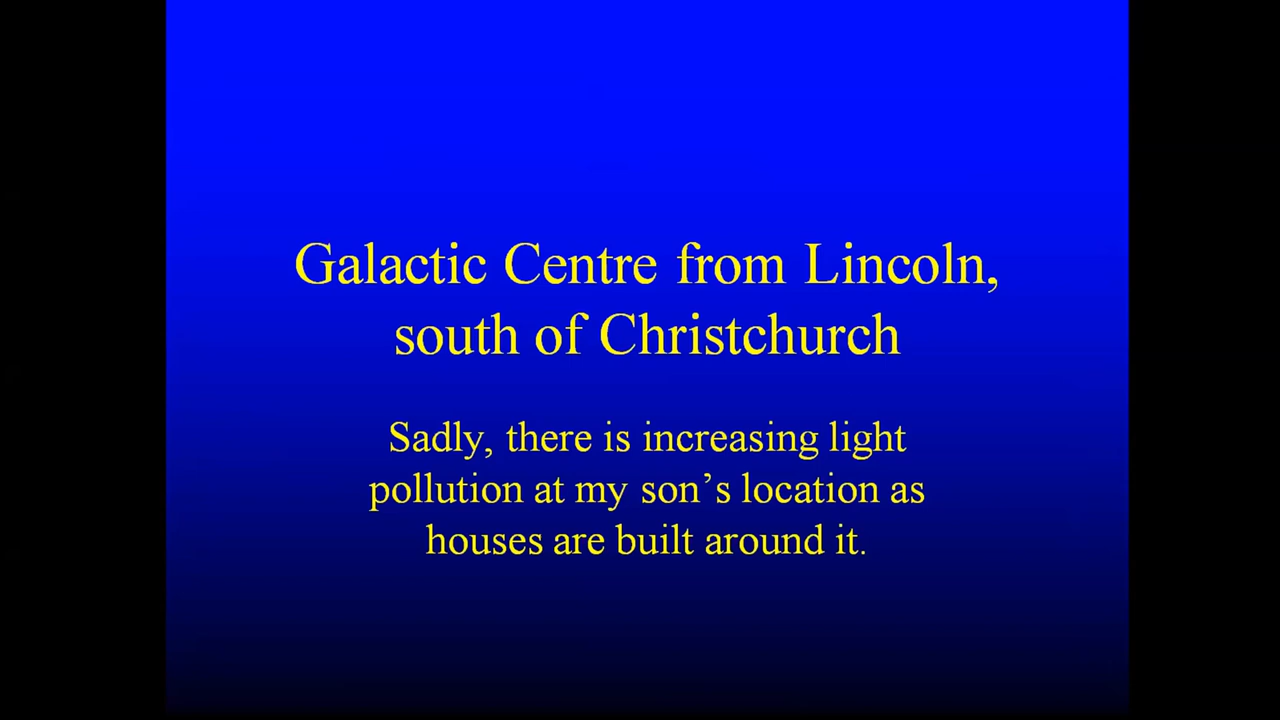 Galactic Centre from Lincoln,
south of Christchurch
Sadly, there is increasing light
pollution at my son’s location as
houses are built around it.